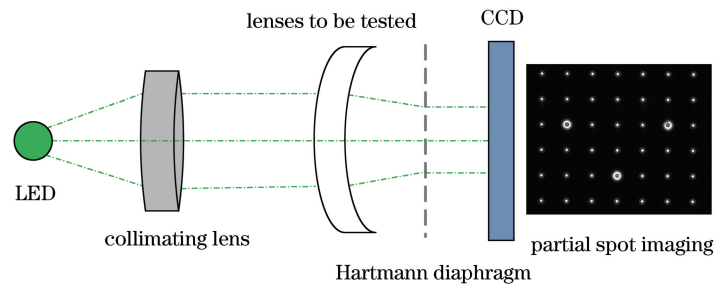 lenses to be tested
CCD
LED
collimating lens
Hartmann diaphragm
partial spot imaging